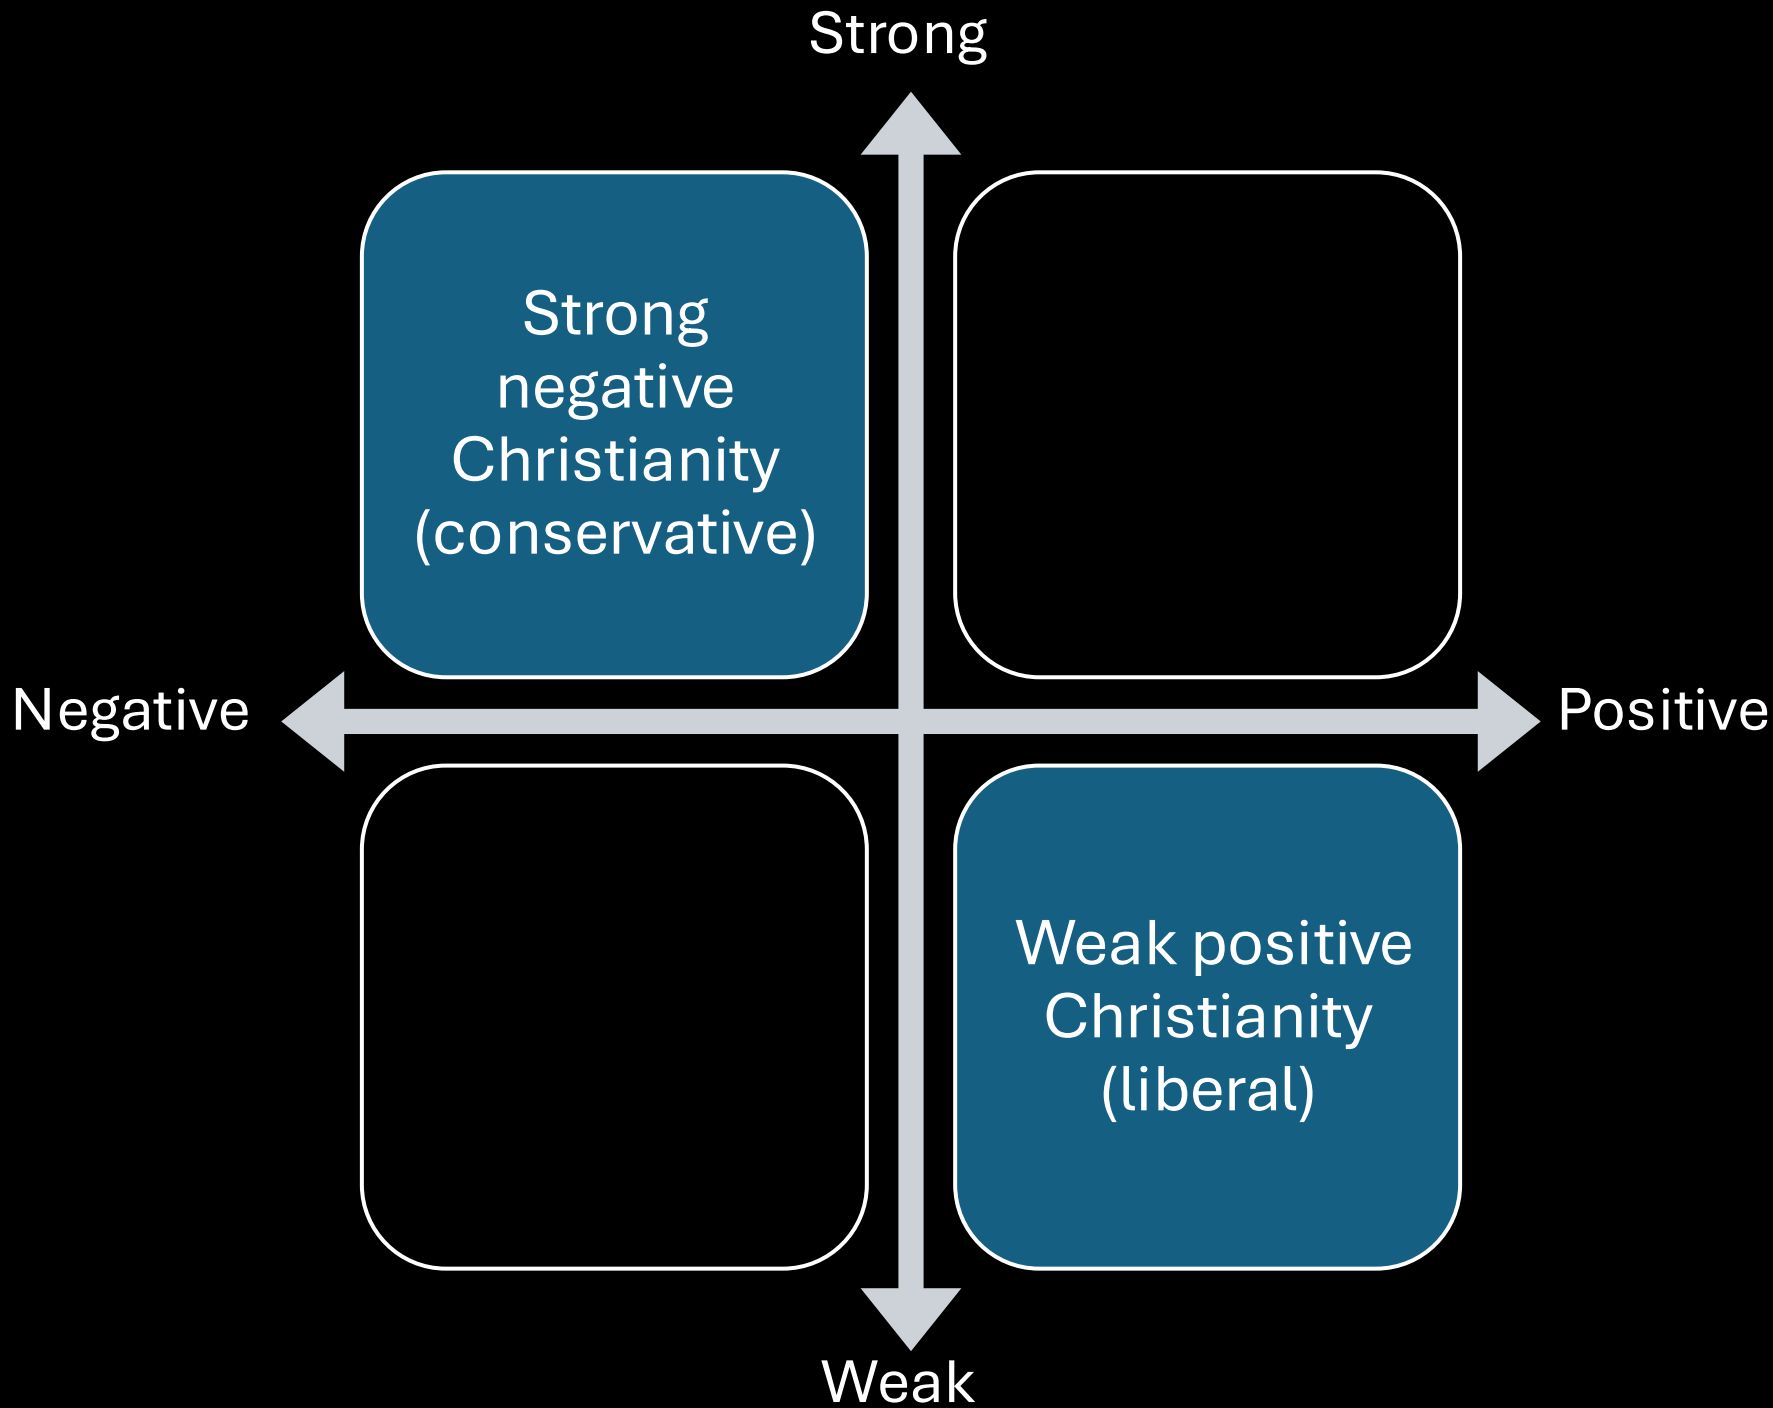 Strong
Strong
negative
Christianity
(conservative)
Negative
Positive
Weak positive
Christianity
(liberal)
Weak